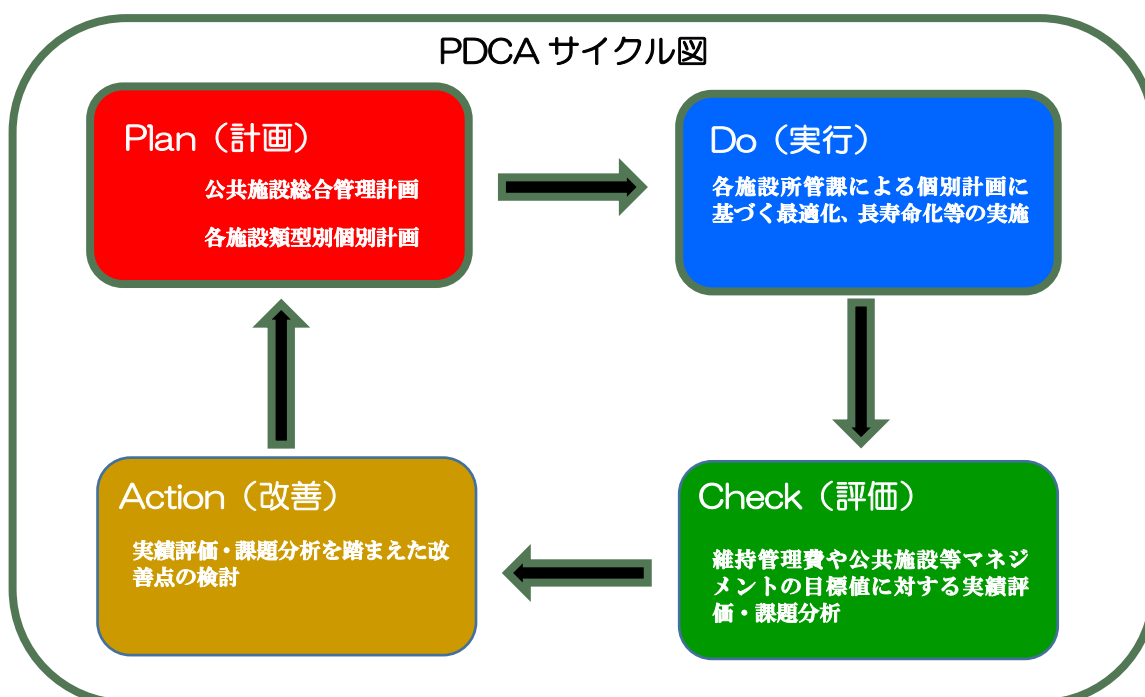 PDCA サイクル図
Plan（計画）
公共施設総合管理計画
各施設類型別個別計画
Do（実行）
各施設所管課による個別計画に
基づく最適化、長寿命化等の実施
Check（評価）
維持管理費や公共施設等マネジ
メントの目標値に対する実績評
価・課題分析
Action（改善）
実績評価・課題分析を踏まえた改
善点の検討